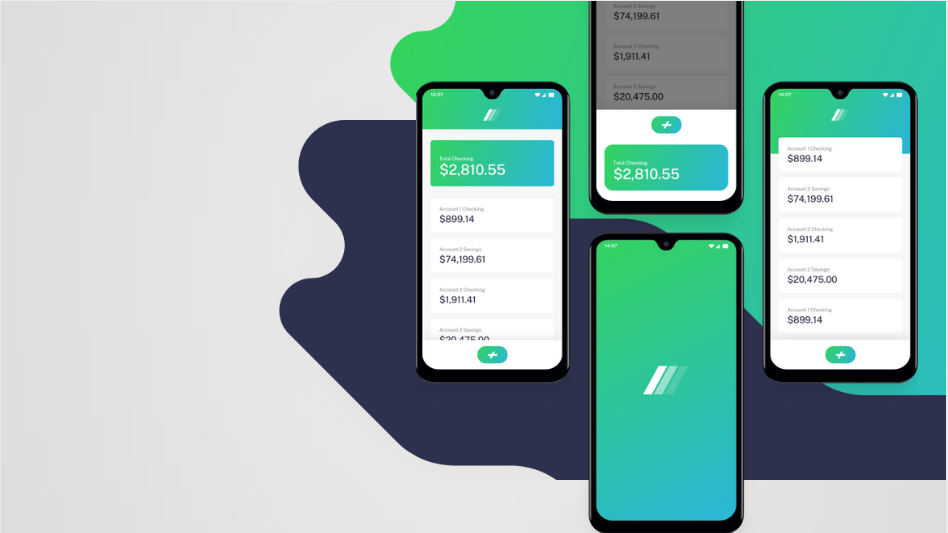 14:07
Total Checking
$2,810.55
Account 1 Checking
$899.14
Account 2 Savings
$74,199.61
Account 2 Checking
$1,911.41
Account 2 Savings
$20,475.00
Account 2 Savings
$74,199.61
Account 2 Checking
$1,911.41
Account 2 Savings
$20,475.00
Total Checking
$2,810.55
14:07
14:07
Account 1 Checking
$899.14
Account 2 Savings
$74,199.61
Account 2 Checking
$1,911.41
Account 2 Savings
$20,475.00
Account 1 Checking
$899.14